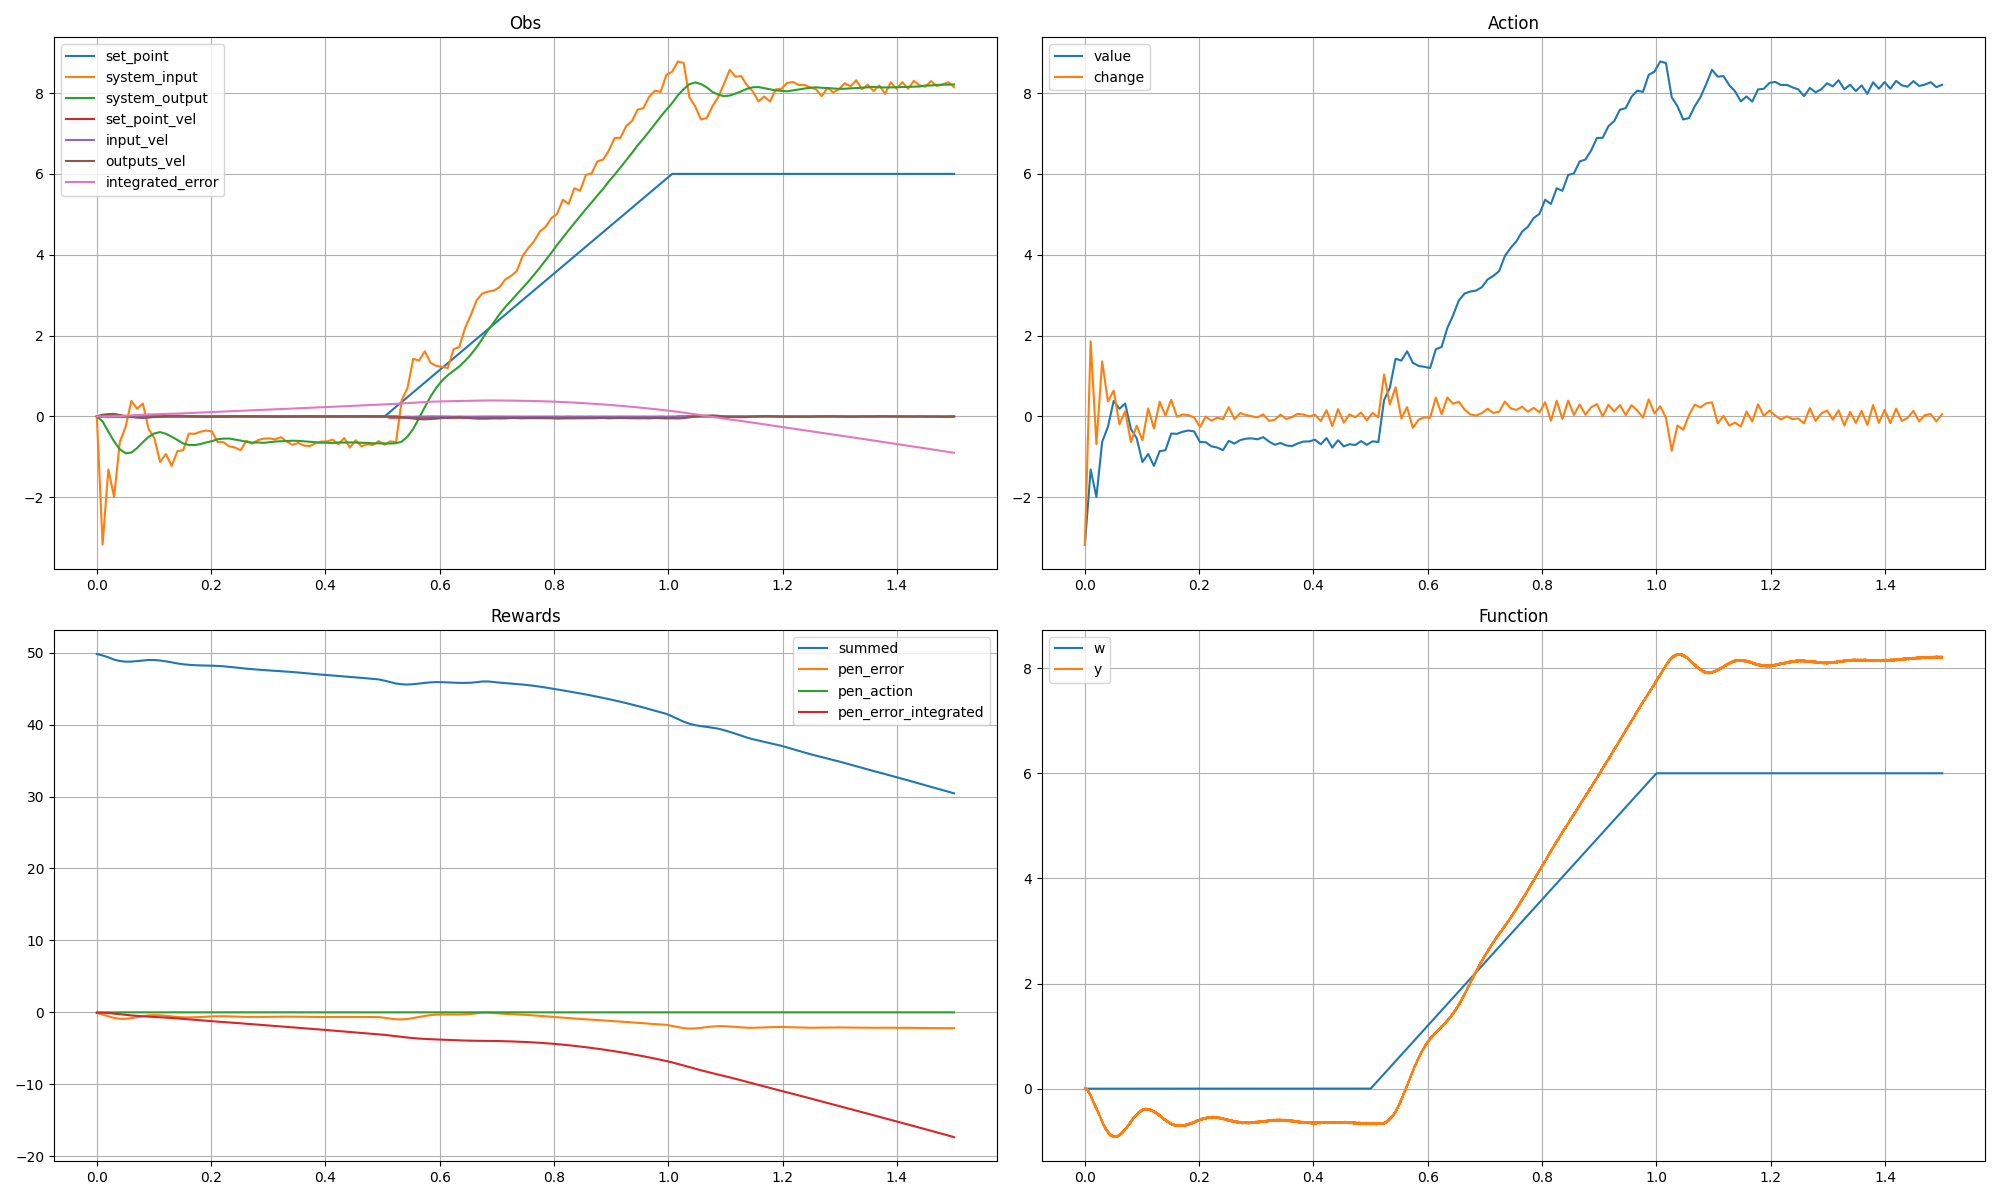 Obs
set_point
system_input
system_output
set_point_vel
input_vel
outputs_vel
integrated_error
8
6
4
2
0
−2
0.0 0.2 0.4 0.6 0.8 1.0 1.2 1.4
Action
value
change
8
6
4
2
0
−2
0.0 0.2 0.4 0.6 0.8 1.0 1.2 1.4
Rewards
summed
pen_error
pen_action
pen_error_integrated
50
40
30
20
10
0
−10
−20
0.0 0.2 0.4 0.6 0.8 1.0 1.2 1.4
Function
w
y
8
6
4
2
0
0.0 0.2 0.4 0.6 0.8 1.0 1.2 1.4